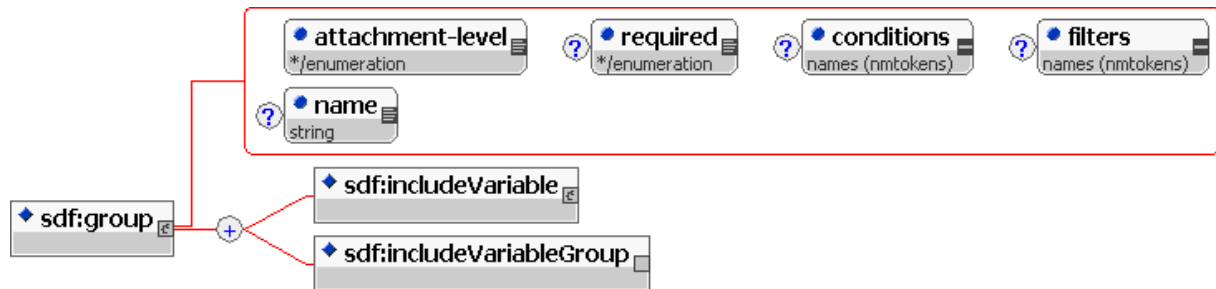 attachment-level
*/enumeration
? required
*/enumeration
? conditions
names (nmtokens)
? filters
names (nmtokens)
? name
string
sdf:includeVariable
sdf:group
+
sdf:includeVariableGroup